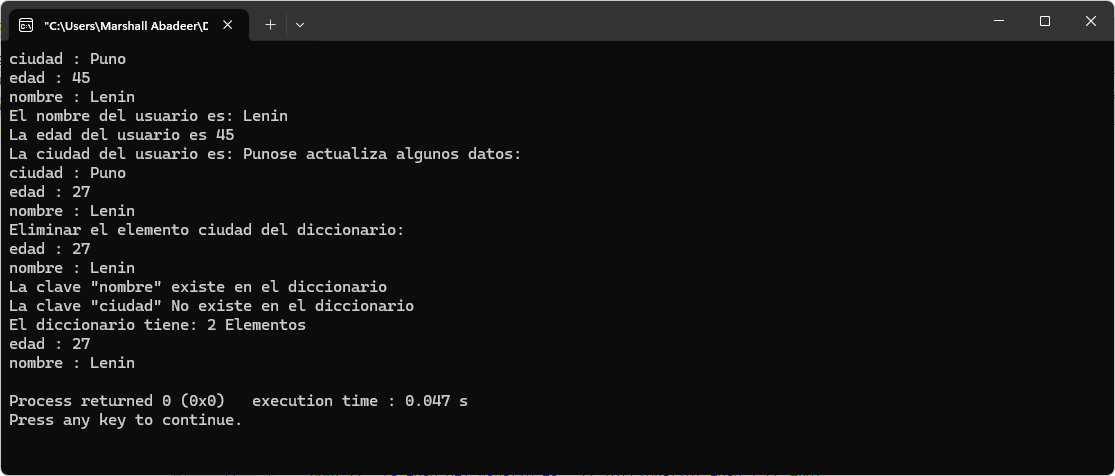 "C:\Users\Marshall Abadeer\D
ciudad : Puno
edad : 45
nombre : Lenin
El nombre del usuario es: Lenin
La edad del usuario es 45
La ciudad del usuario es: Punose actualiza algunos datos:
ciudad : Puno
edad : 27
nombre : Lenin
Eliminar el elemento ciudad del diccionario:
edad : 27
nombre : Lenin
La clave "nombre" existe en el diccionario
La clave "ciudad" No existe en el diccionario
El diccionario tiene: 2 Elementos
edad : 27
nombre : Lenin
Process returned 0 (0x0)   execution time : 0.047 s
Press any key to continue.